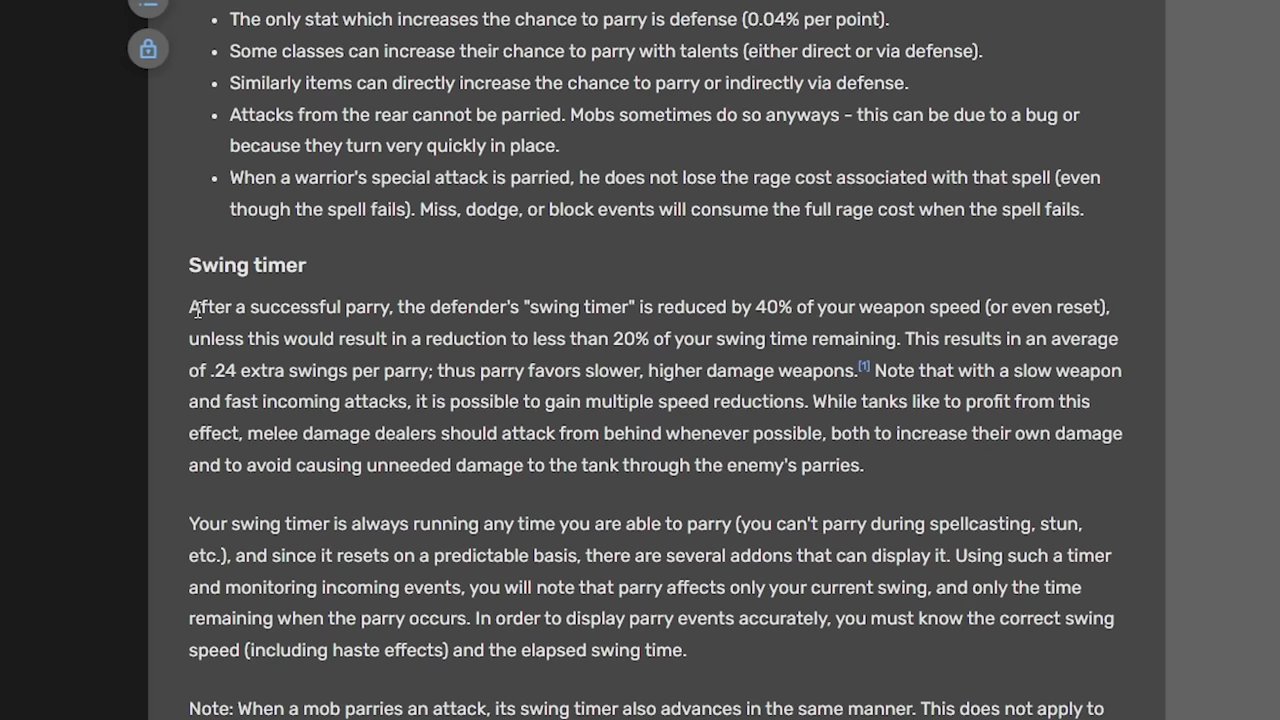 The only stat which increases the chance to parry is defense (0.04% per point).
Some classes can increase their chance to parry with talents (either direct or via defense).
Similarly items can directly increase the chance to parry or indirectly via defense.
Attacks from the rear cannot be parried. Mobs sometimes do so anyways - this can be due to a bug or
because they turn very quickly in place.
When a warrior's special attack is parried, he does not lose the rage cost associated with that spell (even
though the spell fails). Miss, dodge, or block events will consume the full rage cost when the spell fails.
Swing timer
After a successful parry, the defender's "swing timer" is reduced by 40% of your weapon speed (or even reset),
unless this would result in a reduction to less than 20% of your swing time remaining. This results in an average
of .24 extra swings per parry; thus parry favors slower, higher damage weapons.[1] Note that with a slow weapon
and fast incoming attacks, it is possible to gain multiple speed reductions. While tanks like to profit from this
effect, melee damage dealers should attack from behind whenever possible, both to increase their own damage
and to avoid causing unneeded damage to the tank through the enemy's parries.
Your swing timer is always running any time you are able to parry (you can't parry during spellcasting, stun,
etc.), and since it resets on a predictable basis, there are several addons that can display it. Using such a timer
and monitoring incoming events, you will note that parry affects only your current swing, and only the time
remaining when the parry occurs. In order to display parry events accurately, you must know the correct swing
speed (including haste effects) and the elapsed swing time.
Note: When a mob parries an attack, its swing timer also advances in the same manner. This does not apply to